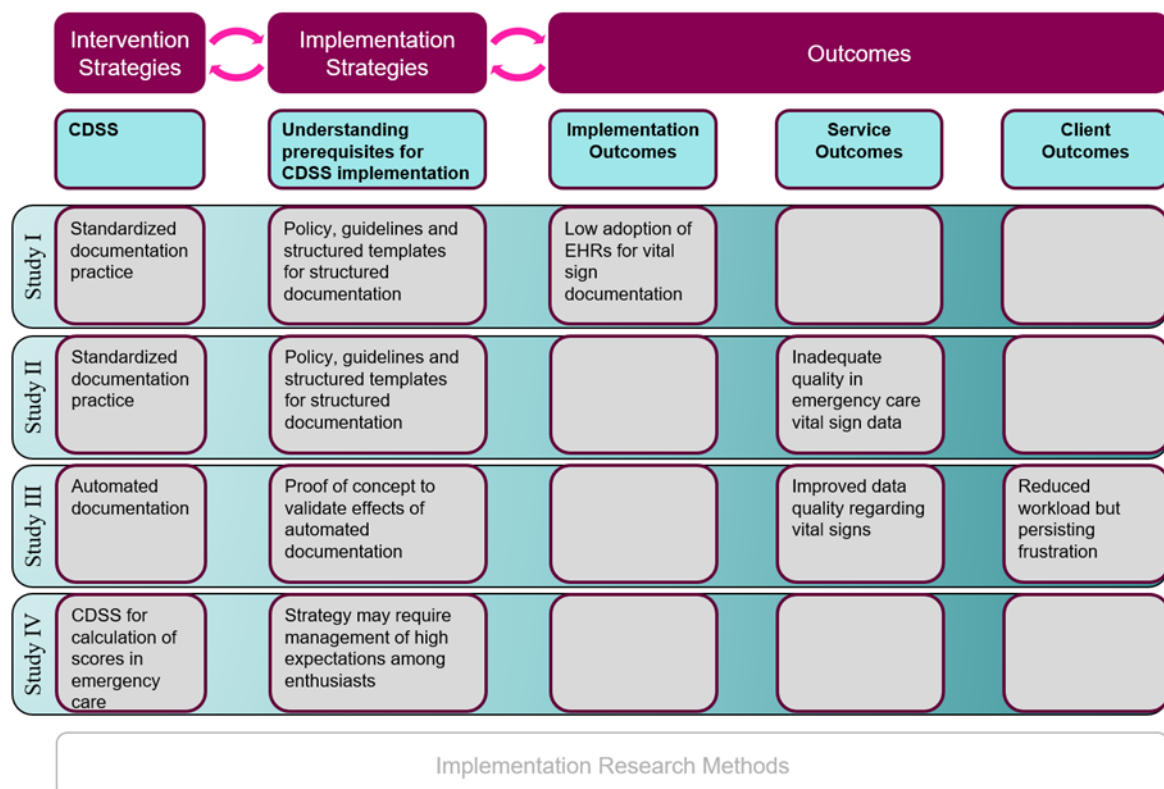 Intervention
Strategies
Implementation
Strategies
Outcomes
CDSS
Understanding
prerequisites for
CDSS implementation
Implementation
Outcomes
Service
Outcomes
Client
Outcomes
Study I
Standardized
documentation
practice
Policy, guidelines and
structured templates
for structured
documentation
Low adoption of
EHRs for vital
sign
documentation
Study II
Standardized
documentation
practice
Policy, guidelines and
structured templates
for structured
documentation
Inadequate
quality in
emergency care
vital sign data
Study III
Automated
documentation
Proof of concept to
validate effects of
automated
documentation
Improved data
quality regarding
vital signs
Reduced
workload but
persisting
frustration
Study IV
CDSS for
calculation of
scores in
emergency
care
Strategy may require
management of high
expectations among
enthusiasts
Implementation Research Methods